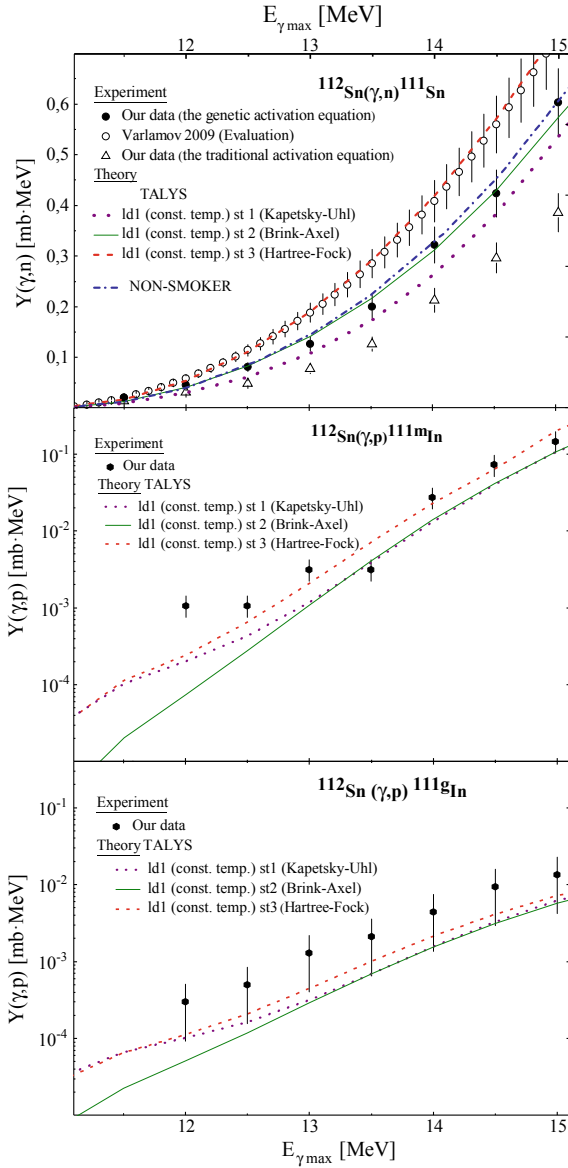 E γ max [MeV]
12 13 14 15
¹¹²Sn(γ,n)¹¹¹Sn
Experiment
Our data (the genetic activation equation)
Varlamov 2009 (Evaluation)
Our data (the traditional activation equation)
Theory
TALYS
ld1 (const. temp.) st 1 (Kapetsky-Uhl)
ld1 (const. temp.) st 2 (Brink-Axel)
ld1 (const. temp.) st 3 (Hartree-Fock)
NON-SMOKER
Y(γ,n) [mb·MeV]
0,6
0,5
0,4
0,3
0,2
0,1
¹¹²Sn(γ,p)¹¹¹ᵐIn
Experiment
Our data
Theory TALYS
ld1 (const. temp.) st 1 (Kapetsky-Uhl)
ld1 (const. temp.) st 2 (Brink-Axel)
ld1 (const. temp.) st 3 (Hartree-Fock)
Y(γ,p) [mb·MeV]
10⁻¹
10⁻²
10⁻³
10⁻⁴
¹¹²Sn (γ,p) ¹¹¹ᵍIn
Experiment
Our data
Theory TALYS
ld1 (const. temp.) st1 (Kapetsky-Uhl)
ld1 (const. temp.) st2 (Brink-Axel)
ld1 (const. temp.) st3 (Hartree-Fock)
Y(γ,p) [mb·MeV]
10⁻¹
10⁻²
10⁻³
10⁻⁴
12 13 14 15
E γ max [MeV]